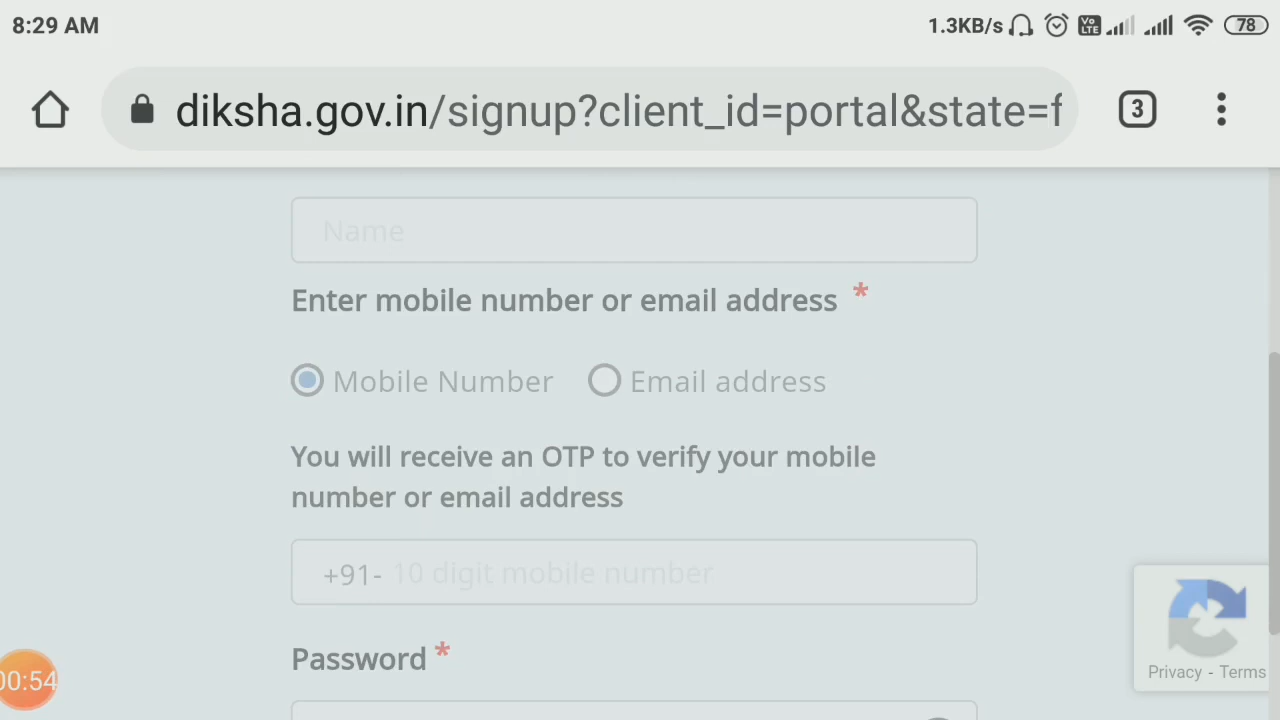 8:29 AM
1.3KB/s
Vo
LTE
78
diksha.gov.in/signup?client_id=portal&state=f
3
Name
Enter mobile number or email address *
Mobile Number
Email address
You will receive an OTP to verify your mobile
number or email address
+91- 10 digit mobile number
Password *
Privacy - Terms
00:54